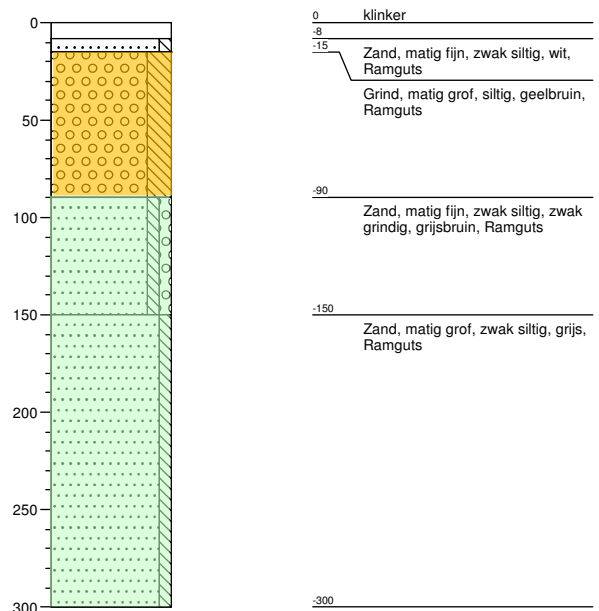 0
50
100
150
200
250
300
0 klinker
-8
-15
Zand, matig fijn, zwak siltig, wit,
Ramguts
Grind, matig grof, siltig, geelbruin,
Ramguts
-90
Zand, matig fijn, zwak siltig, zwak
grindig, grijsbruin, Ramguts
-150
Zand, matig grof, zwak siltig, grijs,
Ramguts
-300